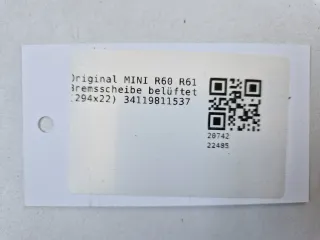 Original MINI R60 R61
Bremsscheibe belüftet
(294x22) 34119811537
20742
22485